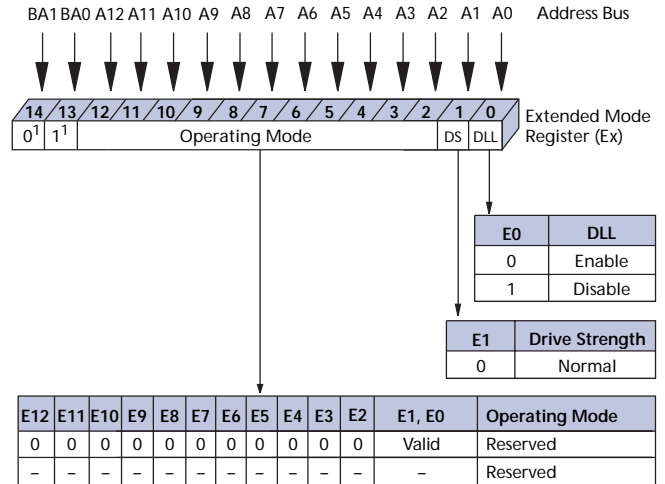 BA1 BA0 A12 A11 A10 A9 A8 A7 A6 A5 A4 A3 A2 A1 A0 Address Bus
14 13 12 11 10 9 8 7 6 5 4 3 2 1 0
Extended Mode
Register (Ex)
0¹ 1¹ Operating Mode DS DLL
E0 DLL
0 Enable
1 Disable
E1 Drive Strength
0 Normal
E12 E11 E10 E9 E8 E7 E6 E5 E4 E3 E2 E1, E0 Operating Mode
0 0 0 0 0 0 0 0 0 0 0 Valid Reserved
– – – – – – – – – – – – Reserved